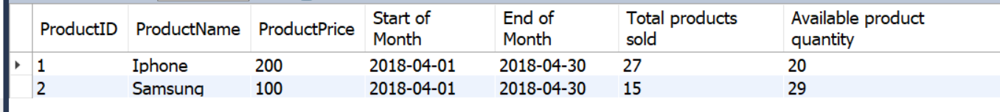 ProductID ProductName ProductPrice Start of Month End of Month Total products sold Available product quantity
1 Iphone 200 2018-04-01 2018-04-30 27 20
2 Samsung 100 2018-04-01 2018-04-30 15 29